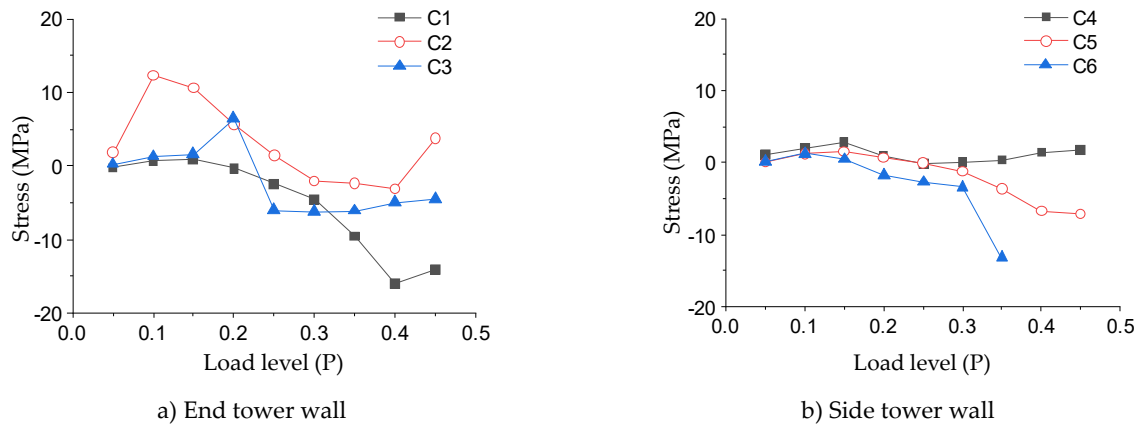 20
10
0
-10
-20
0.0 0.1 0.2 0.3 0.4 0.5
Stress (MPa)
Load level (P)
C1
C2
C3
a) End tower wall
20
10
0
-10
-20
0.0 0.1 0.2 0.3 0.4 0.5
Stress (MPa)
Load level (P)
C4
C5
C6
b) Side tower wall